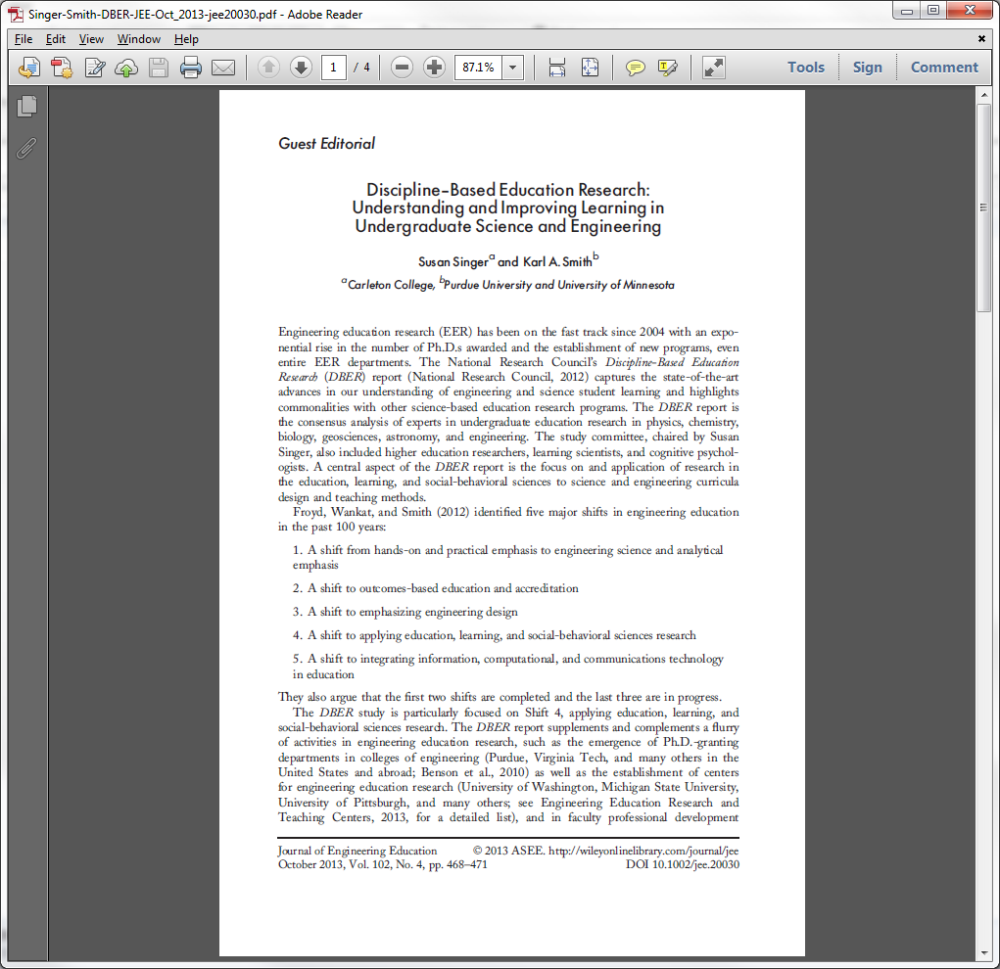 Singer-Smith-DBER-JEE-Oct_2013-jee20030.pdf - Adobe Reader
File Edit View Window Help
1 / 4 87.1% Tools Sign Comment
Guest Editorial
Discipline-Based Education Research:
Understanding and Improving Learning in
Undergraduate Science and Engineering
Susan Singerᵃ and Karl A. Smithᵇ
ᵃCarleton College, ᵇPurdue University and University of Minnesota
Engineering education research (EER) has been on the fast track since 2004 with an expo-
nential rise in the number of Ph.D.s awarded and the establishment of new programs, even
entire EER departments. The National Research Council's Discipline-Based Education
Research (DBER) report (National Research Council, 2012) captures the state-of-the-art
advances in our understanding of engineering and science student learning and highlights
commonalities with other science-based education research programs. The DBER report is
the consensus analysis of experts in undergraduate education research in physics, chemistry,
biology, geosciences, astronomy, and engineering. The study committee, chaired by Susan
Singer, also included higher education researchers, learning scientists, and cognitive psychol-
ogists. A central aspect of the DBER report is the focus on and application of research in
the education, learning, and social-behavioral sciences to science and engineering curricula
design and teaching methods.
Froyd, Wankat, and Smith (2012) identified five major shifts in engineering education
in the past 100 years:
1. A shift from hands-on and practical emphasis to engineering science and analytical
emphasis
2. A shift to outcomes-based education and accreditation
3. A shift to emphasizing engineering design
4. A shift to applying education, learning, and social-behavioral sciences research
5. A shift to integrating information, computational, and communications technology
in education
They also argue that the first two shifts are completed and the last three are in progress.
The DBER study is particularly focused on Shift 4, applying education, learning, and
social-behavioral sciences research. The DBER report supplements and complements a flurry
of activities in engineering education research, such as the emergence of Ph.D.-granting
departments in colleges of engineering (Purdue, Virginia Tech, and many others in the
United States and abroad; Benson et al., 2010) as well as the establishment of centers
for engineering education research (University of Washington, Michigan State University,
University of Pittsburgh, and many others; see Engineering Education Research and
Teaching Centers, 2013, for a detailed list), and in faculty professional development
Journal of Engineering Education © 2013 ASEE. http://wileyonlinelibrary.com/journal/jee
October 2013, Vol. 102, No. 4, pp. 468–471 DOI 10.1002/jee.20030